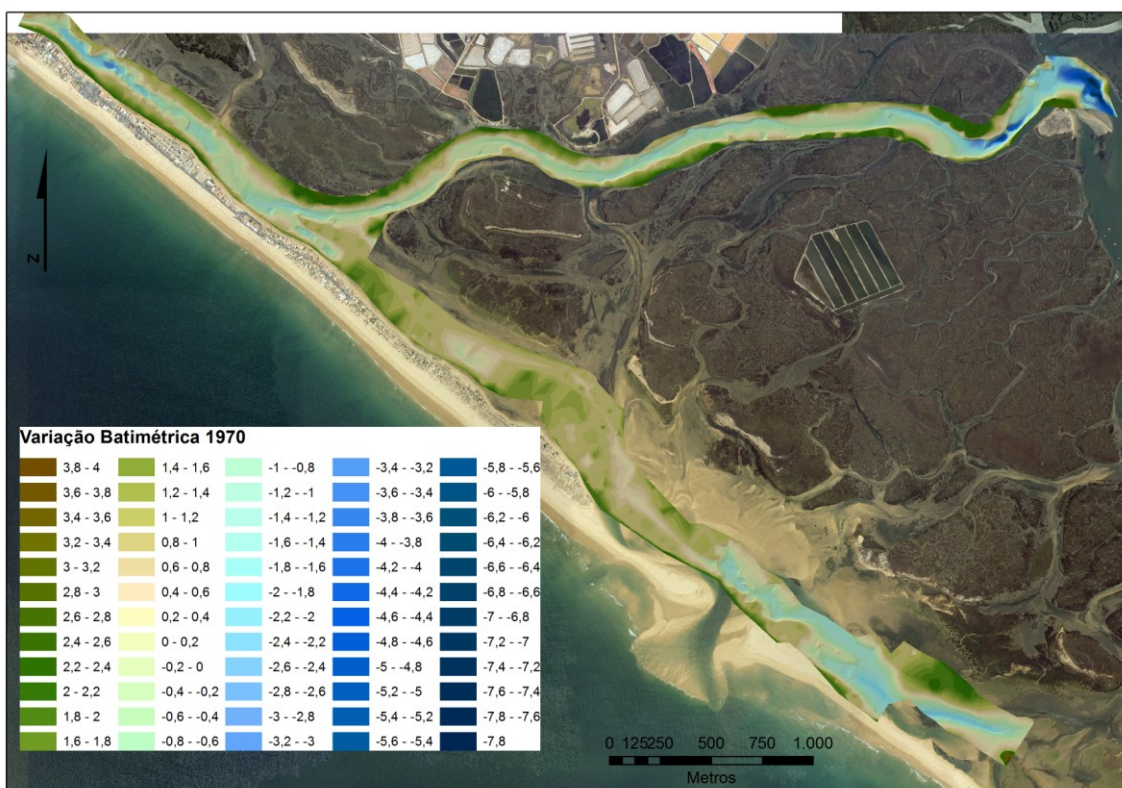 N
Variação Batimétrica 1970
3,8 - 4
3,6 - 3,8
3,4 - 3,6
3,2 - 3,4
3 - 3,2
2,8 - 3
2,6 - 2,8
2,4 - 2,6
2,2 - 2,4
2 - 2,2
1,8 - 2
1,6 - 1,8
1,4 - 1,6
1,2 - 1,4
1 - 1,2
0,8 - 1
0,6 - 0,8
0,4 - 0,6
0,2 - 0,4
0 - 0,2
-0,2 - 0
-0,4 - -0,2
-0,6 - -0,4
-0,8 - -0,6
-1 - -0,8
-1,2 - -1
-1,4 - -1,2
-1,6 - -1,4
-1,8 - -1,6
-2 - -1,8
-2,2 - -2
-2,4 - -2,2
-2,6 - -2,4
-2,8 - -2,6
-3 - -2,8
-3,2 - -3
-3,4 - -3,2
-3,6 - -3,4
-3,8 - -3,6
-4 - -3,8
-4,2 - -4
-4,4 - -4,2
-4,6 - -4,4
-4,8 - -4,6
-5 - -4,8
-5,2 - -5
-5,4 - -5,2
-5,6 - -5,4
-5,8 - -5,6
-6 - -5,8
-6,2 - -6
-6,4 - -6,2
-6,6 - -6,4
-6,8 - -6,6
-7 - -6,8
-7,2 - -7
-7,4 - -7,2
-7,6 - -7,4
-7,8 - -7,6
-7,8
0 125 250 500 750 1.000
Metros